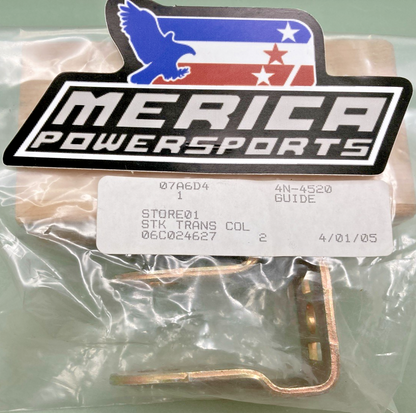 MERICA
POWERSPORTS
07A6D4 4N-4520
1 GUIDE
STORE01
STK TRANS COL
06C024627 2 4/01/05